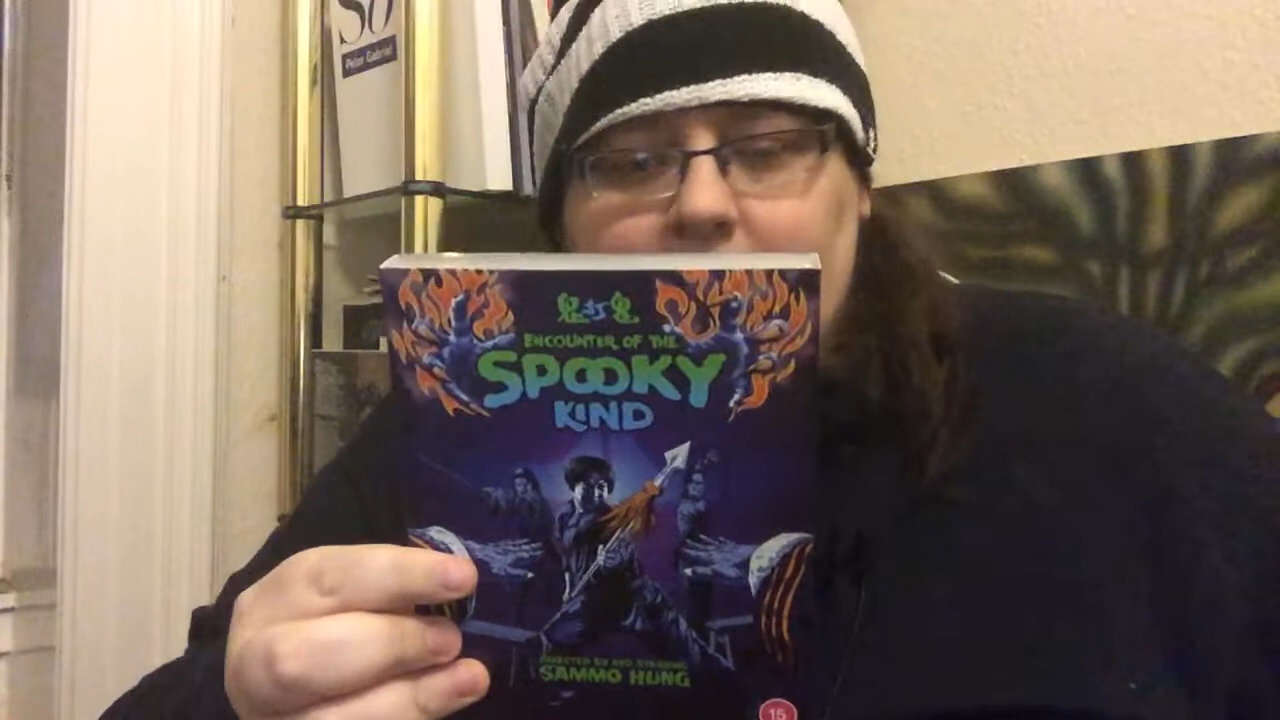 So
Peter Gabriel
鬼打鬼
ENCOUNTER OF THE
SPOOKY
KIND
DIRECTED BY AND STARRING
SAMMO HUNG
15